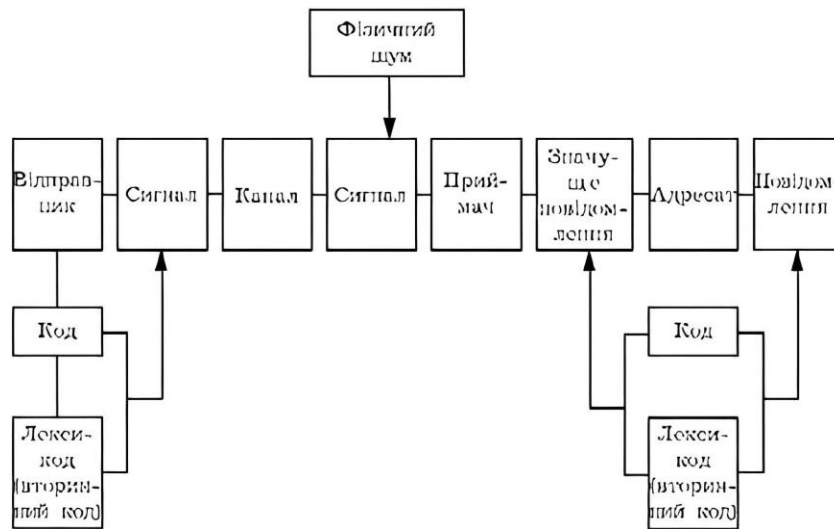 Фізичний
шум
Відправ-
ник
Сигнал
Канал
Сигнал
Прий-
мач
Значу-
ще
повідом-
лення
Адресат
Повідом-
лення
Код
Код
Лекси-
код
(вторин-
ний код)
Лекси-
код
(вторин-
ний код)